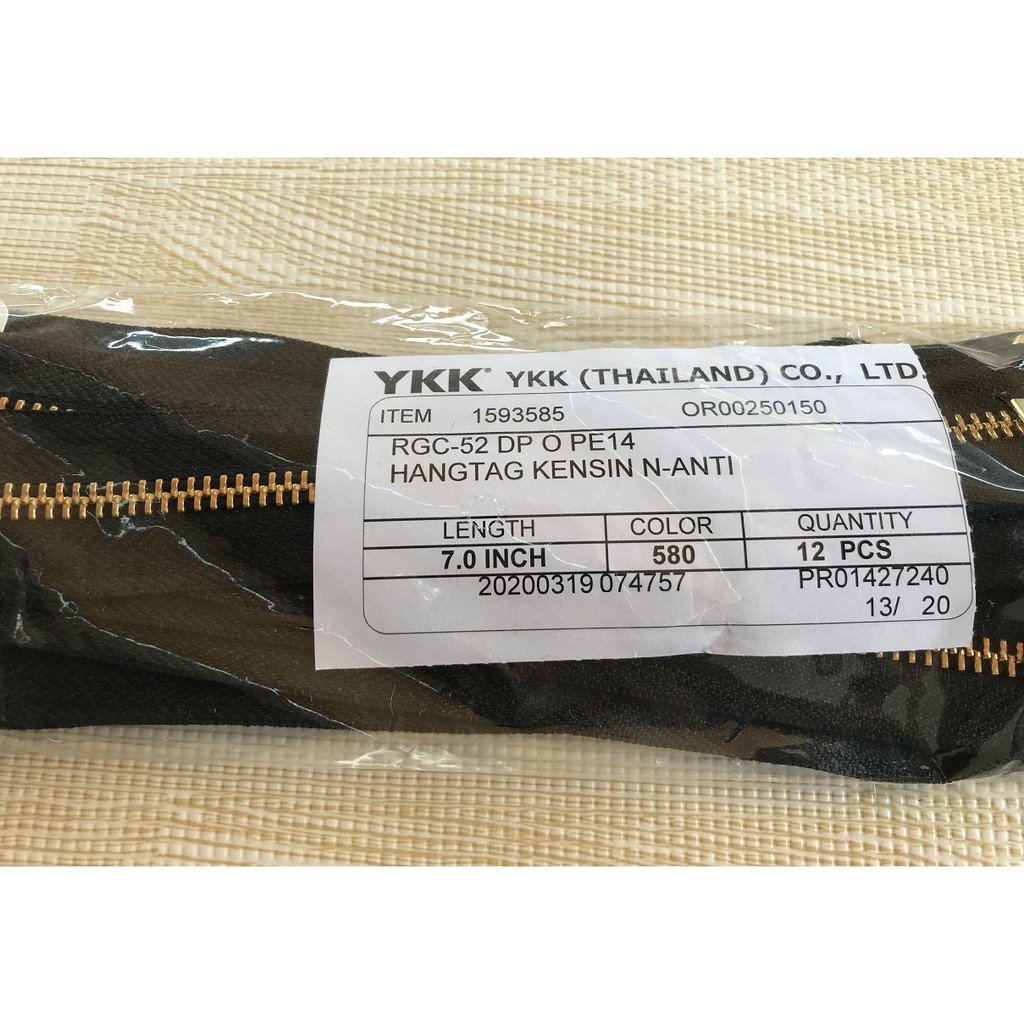 YKK® YKK (THAILAND) CO., LTD.
ITEM 1593585 OR00250150
RGC-52 DP O PE14
HANGTAG KENSIN N-ANTI
LENGTH COLOR QUANTITY
7.0 INCH 580 12 PCS
20200319 074757 PR01427240
13/ 20